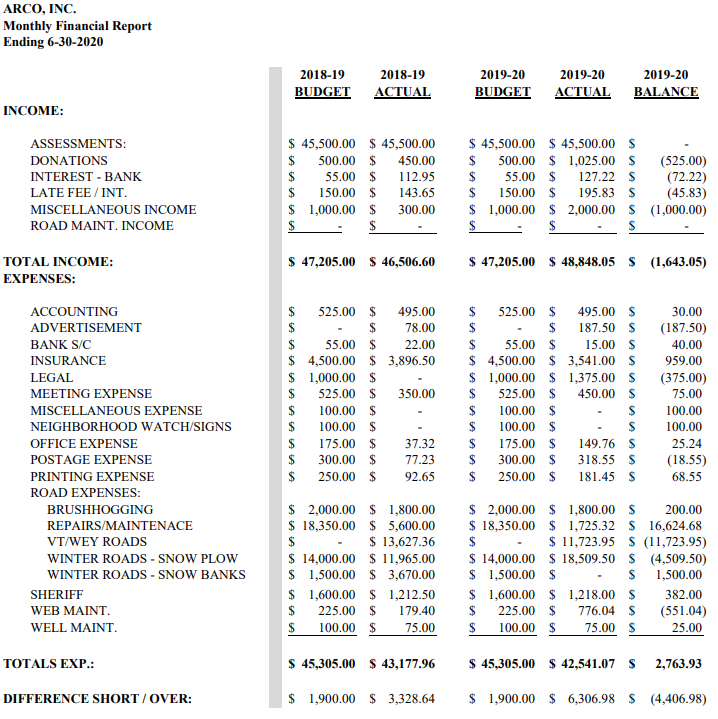 ARCO, INC.
Monthly Financial Report
Ending 6-30-2020
2018-19 2018-19 2019-20 2019-20 2019-20
BUDGET ACTUAL BUDGET ACTUAL BALANCE
INCOME:
ASSESSMENTS: $ 45,500.00 $ 45,500.00 $ 45,500.00 $ 45,500.00 $ -
DONATIONS $ 500.00 $ 450.00 $ 500.00 $ 1,025.00 $ (525.00)
INTEREST - BANK $ 55.00 $ 112.95 $ 55.00 $ 127.22 $ (72.22)
LATE FEE / INT. $ 150.00 $ 143.65 $ 150.00 $ 195.83 $ (45.83)
MISCELLANEOUS INCOME $ 1,000.00 $ 300.00 $ 1,000.00 $ 2,000.00 $ (1,000.00)
ROAD MAINT. INCOME $ - $ - $ - $ - $ -
TOTAL INCOME: $ 47,205.00 $ 46,506.60 $ 47,205.00 $ 48,848.05 $ (1,643.05)
EXPENSES:
ACCOUNTING $ 525.00 $ 495.00 $ 525.00 $ 495.00 $ 30.00
ADVERTISEMENT $ - $ 78.00 $ - $ 187.50 $ (187.50)
BANK S/C $ 55.00 $ 22.00 $ 55.00 $ 15.00 $ 40.00
INSURANCE $ 4,500.00 $ 3,896.50 $ 4,500.00 $ 3,541.00 $ 959.00
LEGAL $ 1,000.00 $ - $ 1,000.00 $ 1,375.00 $ (375.00)
MEETING EXPENSE $ 525.00 $ 350.00 $ 525.00 $ 450.00 $ 75.00
MISCELLANEOUS EXPENSE $ 100.00 $ - $ 100.00 $ - $ 100.00
NEIGHBORHOOD WATCH/SIGNS $ 100.00 $ - $ 100.00 $ - $ 100.00
OFFICE EXPENSE $ 175.00 $ 37.32 $ 175.00 $ 149.76 $ 25.24
POSTAGE EXPENSE $ 300.00 $ 77.23 $ 300.00 $ 318.55 $ (18.55)
PRINTING EXPENSE $ 250.00 $ 92.65 $ 250.00 $ 181.45 $ 68.55
ROAD EXPENSES:
BRUSHHOGGING $ 2,000.00 $ 1,800.00 $ 2,000.00 $ 1,800.00 $ 200.00
REPAIRS/MAINTENACE $ 18,350.00 $ 5,600.00 $ 18,350.00 $ 1,725.32 $ 16,624.68
VT/WEY ROADS $ - $ 13,627.36 $ - $ 11,723.95 $ (11,723.95)
WINTER ROADS - SNOW PLOW $ 14,000.00 $ 11,965.00 $ 14,000.00 $ 18,509.50 $ (4,509.50)
WINTER ROADS - SNOW BANKS $ 1,500.00 $ 3,670.00 $ 1,500.00 $ - $ 1,500.00
SHERIFF $ 1,600.00 $ 1,212.50 $ 1,600.00 $ 1,218.00 $ 382.00
WEB MAINT. $ 225.00 $ 179.40 $ 225.00 $ 776.04 $ (551.04)
WELL MAINT. $ 100.00 $ 75.00 $ 100.00 $ 75.00 $ 25.00
TOTALS EXP.: $ 45,305.00 $ 43,177.96 $ 45,305.00 $ 42,541.07 $ 2,763.93
DIFFERENCE SHORT / OVER: $ 1,900.00 $ 3,328.64 $ 1,900.00 $ 6,306.98 $ (4,406.98)